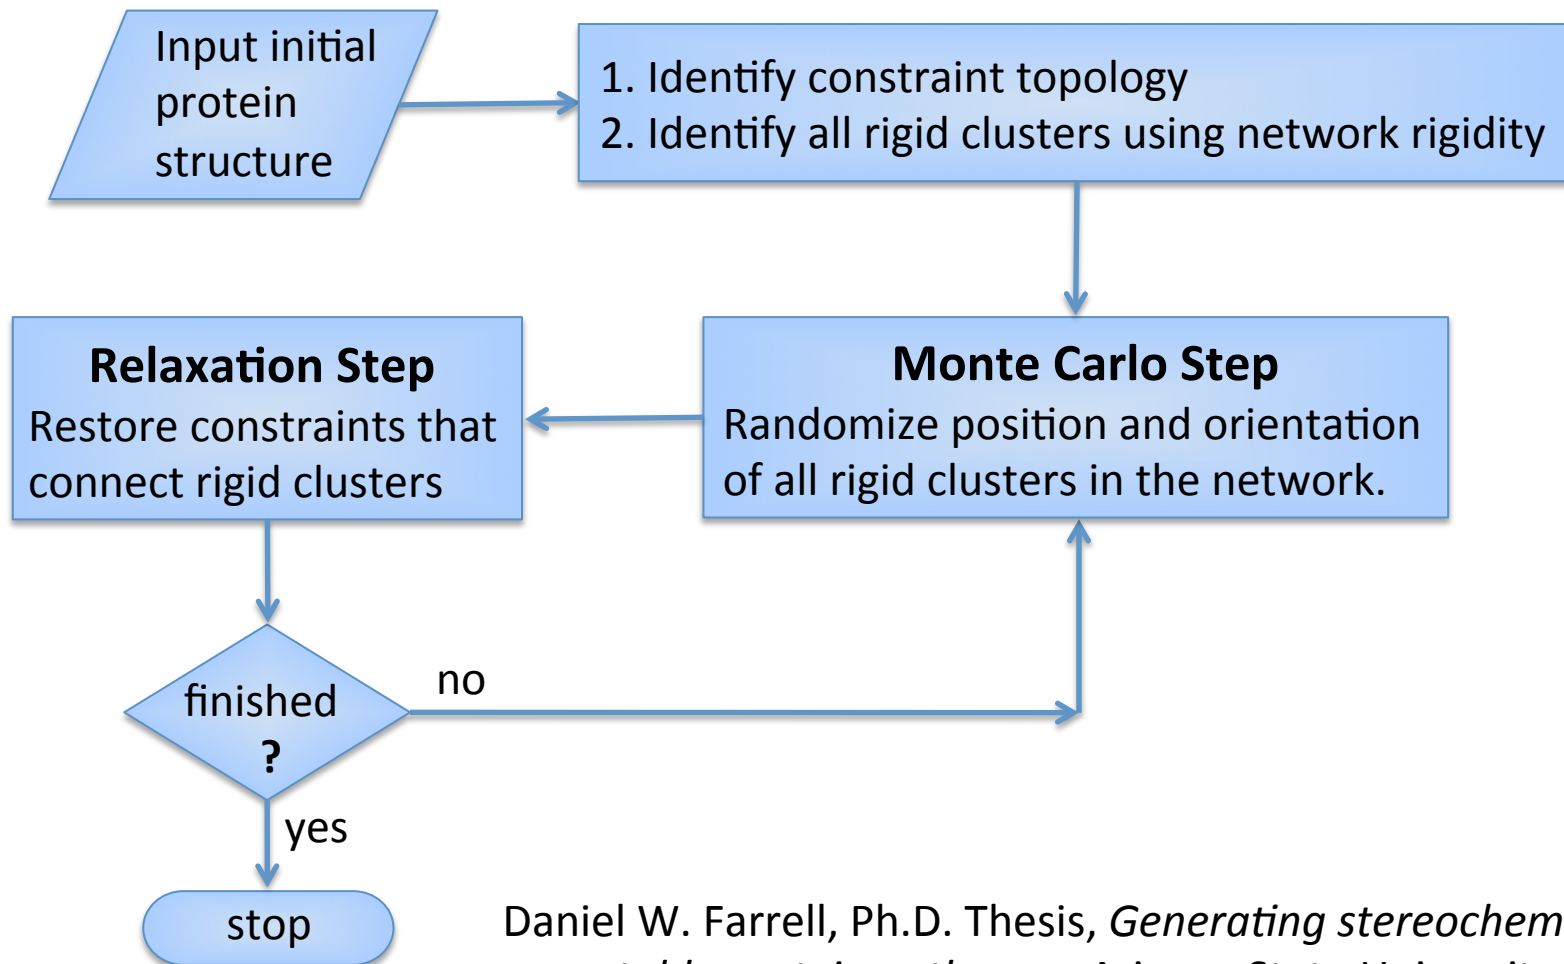 Input initial
protein
structure
1. Identify constraint topology
2. Identify all rigid clusters using network rigidity
Monte Carlo Step
Randomize position and orientation
of all rigid clusters in the network.
Relaxation Step
Restore constraints that
connect rigid clusters
finished
?
no
yes
stop
Daniel W. Farrell, Ph.D. Thesis, Generating stereochem